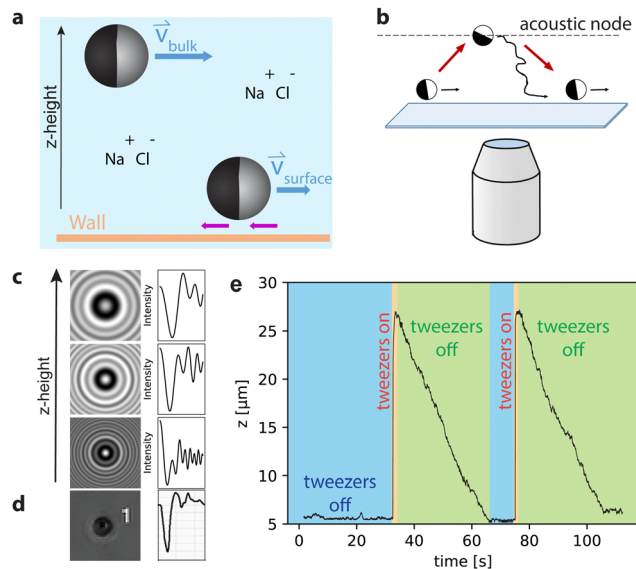 a
z-height
v bulk
+ -
Na Cl
+ -
Na Cl
v surface
Wall
b
acoustic node
c
z-height
Intensity
Intensity
Intensity
d
1
e
z [µm]
30
25
20
15
10
5
tweezers off
tweezers on
tweezers off
tweezers on
tweezers off
0 20 40 60 80 100
time [s]